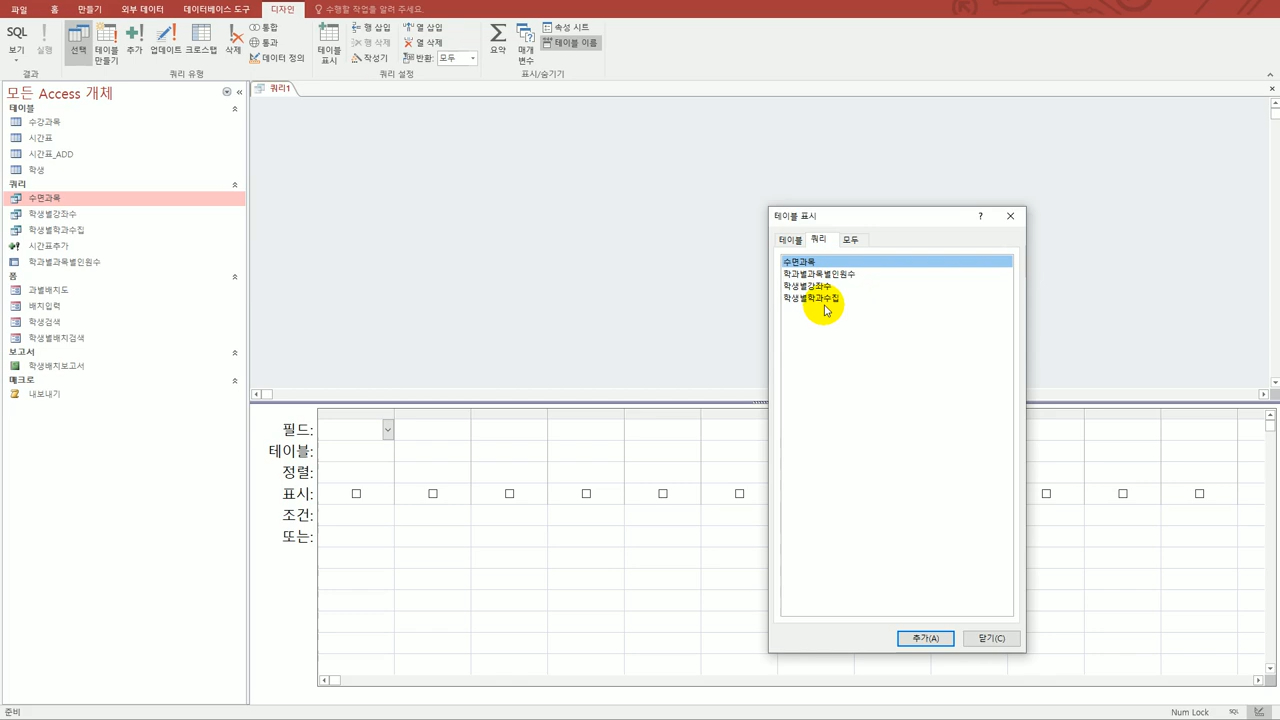 파일 홈 만들기 외부 데이터 데이터베이스 도구 디자인 수행할 작업을 알려 주세요.
SQL 보기
실행
선택
테이블 만들기
추가
업데이트
크로스탭
삭제
통합
통과
데이터 정의
테이블 표시
행 삽입
행 삭제
작성기
열 삽입
열 삭제
반환: 모두
요약
매개 변수
속성 시트
테이블 이름
결과 쿼리 유형 쿼리 설정 표시/숨기기
모든 Access 개체
테이블
수강과목
시간표
시간표_ADD
학생
쿼리
수면과목
학생별강좌수
학생별학과수집
시간표추가
학과별과목별인원수
폼
과별배치도
배치입력
학생검색
학생별배치검색
보고서
학생배치보고서
매크로
내보내기
쿼리1
테이블 표시
?
테이블 쿼리 모두
수면과목
학과별과목별인원수
학생별강좌수
학생별학과수집
추가(A) 닫기(C)
필드:
테이블:
정렬:
표시:
조건:
또는:
준비
Num Lock
SQL